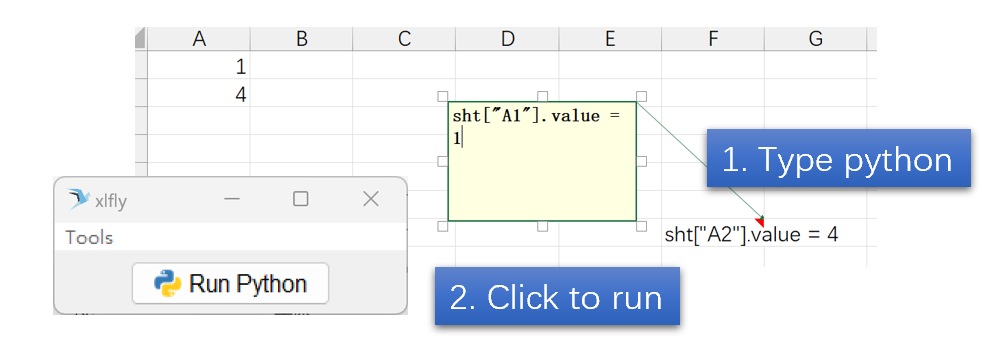 A B C D E F G
1
4
sht["A1"].value =
1
1. Type python
xlfly
Tools
sht["A2"].value = 4
Run Python
2. Click to run